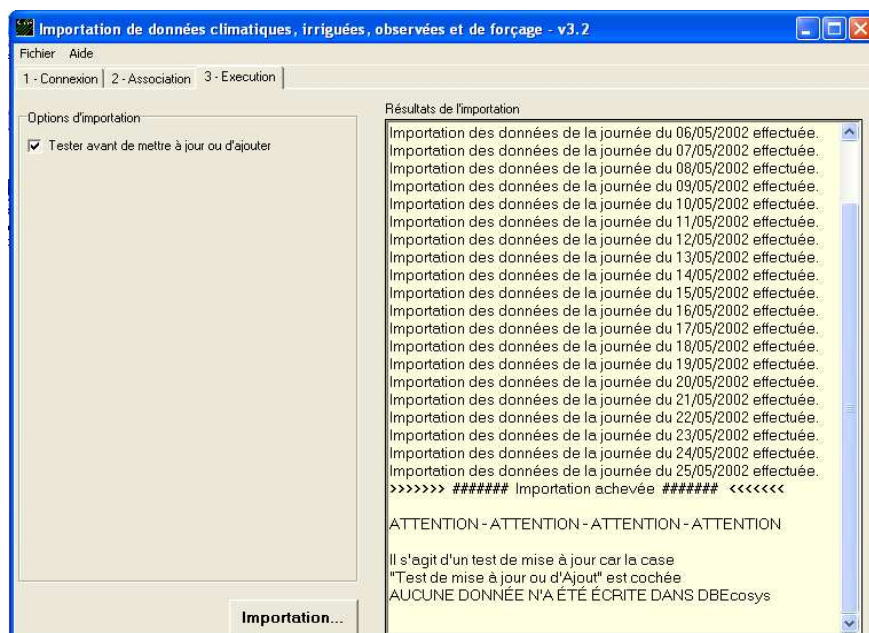 Importation de données climatiques, irriguées, observées et de forçage - v3.2
Fichier Aide
1 - Connexion 2 - Association 3 - Execution
Options d'importation
Tester avant de mettre à jour ou d'ajouter
Importation...
Résultats de l'importation
Importation des données de la journée du 06/05/2002 effectuée.
Importation des données de la journée du 07/05/2002 effectuée.
Importation des données de la journée du 08/05/2002 effectuée.
Importation des données de la journée du 09/05/2002 effectuée.
Importation des données de la journée du 10/05/2002 effectuée.
Importation des données de la journée du 11/05/2002 effectuée.
Importation des données de la journée du 12/05/2002 effectuée.
Importation des données de la journée du 13/05/2002 effectuée.
Importation des données de la journée du 14/05/2002 effectuée.
Importation des données de la journée du 15/05/2002 effectuée.
Importation des données de la journée du 16/05/2002 effectuée.
Importation des données de la journée du 17/05/2002 effectuée.
Importation des données de la journée du 18/05/2002 effectuée.
Importation des données de la journée du 19/05/2002 effectuée.
Importation des données de la journée du 20/05/2002 effectuée.
Importation des données de la journée du 21/05/2002 effectuée.
Importation des données de la journée du 22/05/2002 effectuée.
Importation des données de la journée du 23/05/2002 effectuée.
Importation des données de la journée du 24/05/2002 effectuée.
Importation des données de la journée du 25/05/2002 effectuée.
>>>>>>> ####### Importation achevée ####### <<<<<<<
ATTENTION - ATTENTION - ATTENTION - ATTENTION
Il s'agit d'un test de mise à jour car la case
"Test de mise à jour ou d'Ajout" est cochée
AUCUNE DONNÉE N'A ÉTÉ ÉCRITE DANS DBEcosys